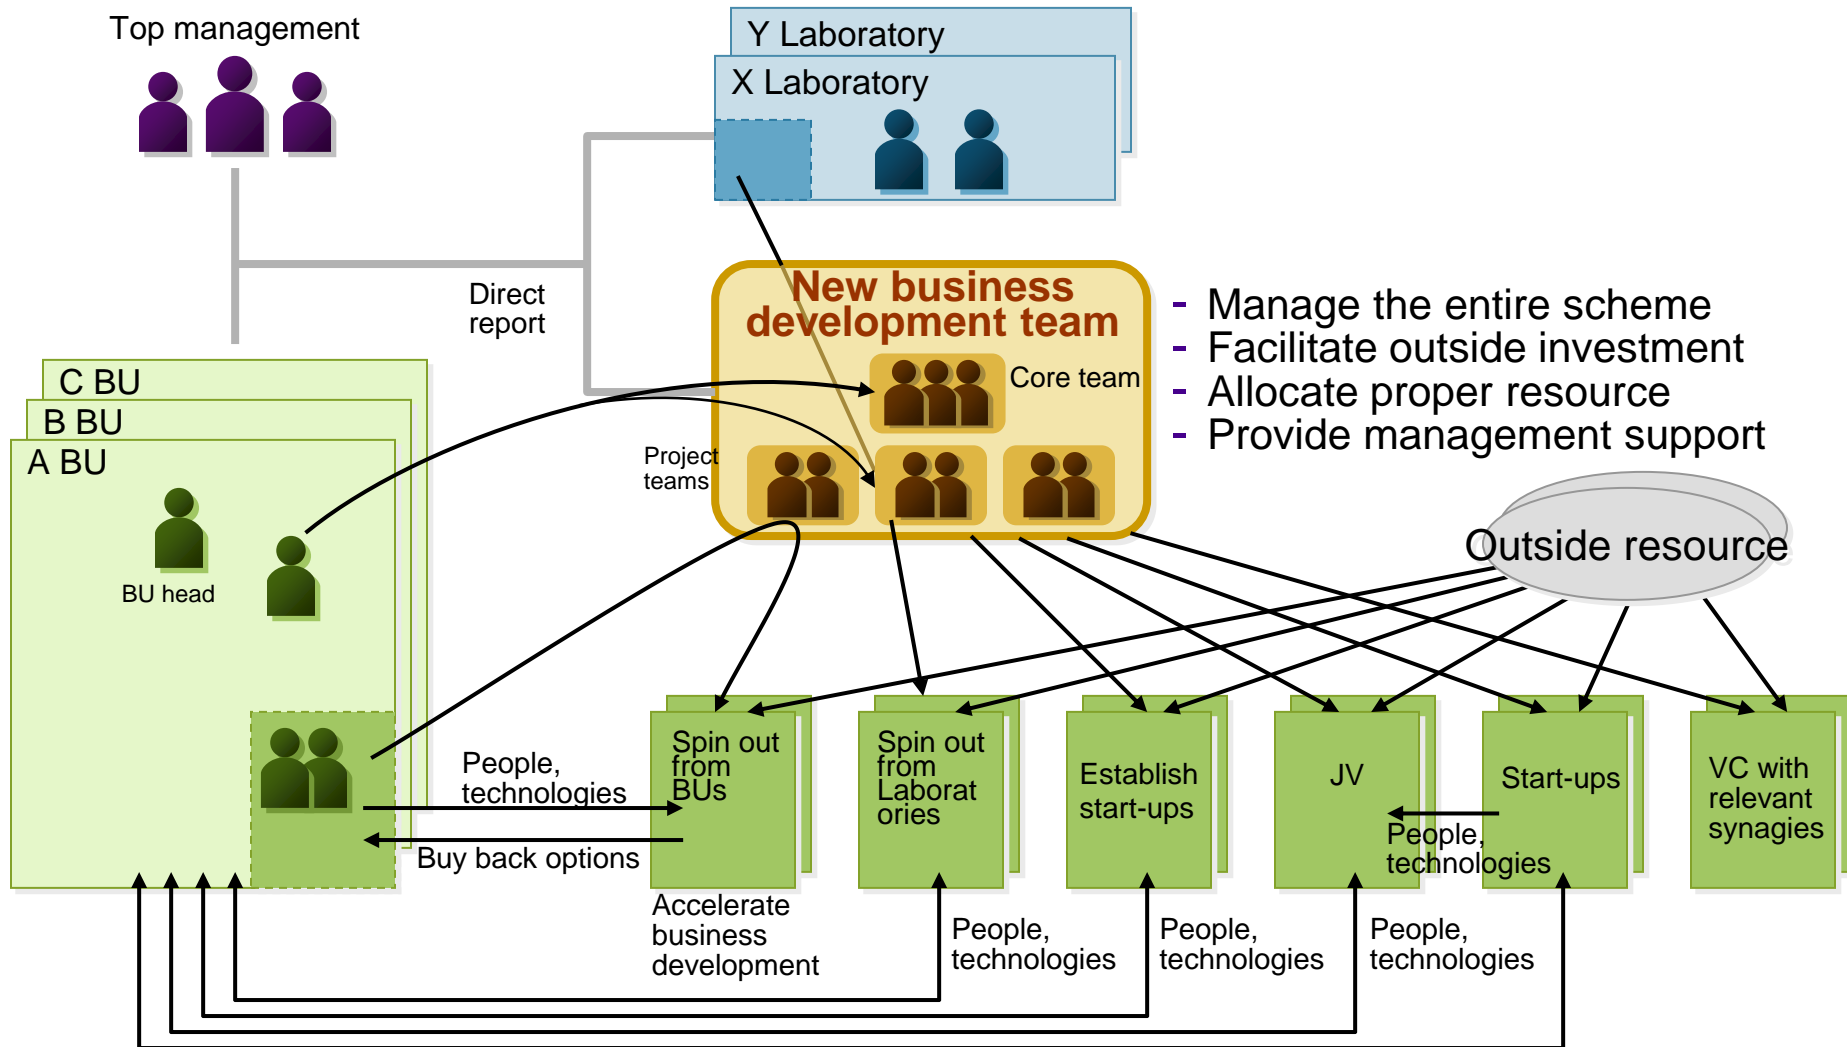 Top management
Y Laboratory
X Laboratory
Direct
report
New business
development team
Core team
Project
teams
- Manage the entire scheme
- Facilitate outside investment
- Allocate proper resource
- Provide management support
C BU
B BU
A BU
BU head
Outside resource
People,
technologies
Buy back options
Spin out
from
BUs
Spin out
from
Laborat
ories
Establish
start-ups
JV
Start-ups
VC with
relevant
synagies
People,
technologies
Accelerate
business
development
People,
technologies
People,
technologies
People,
technologies